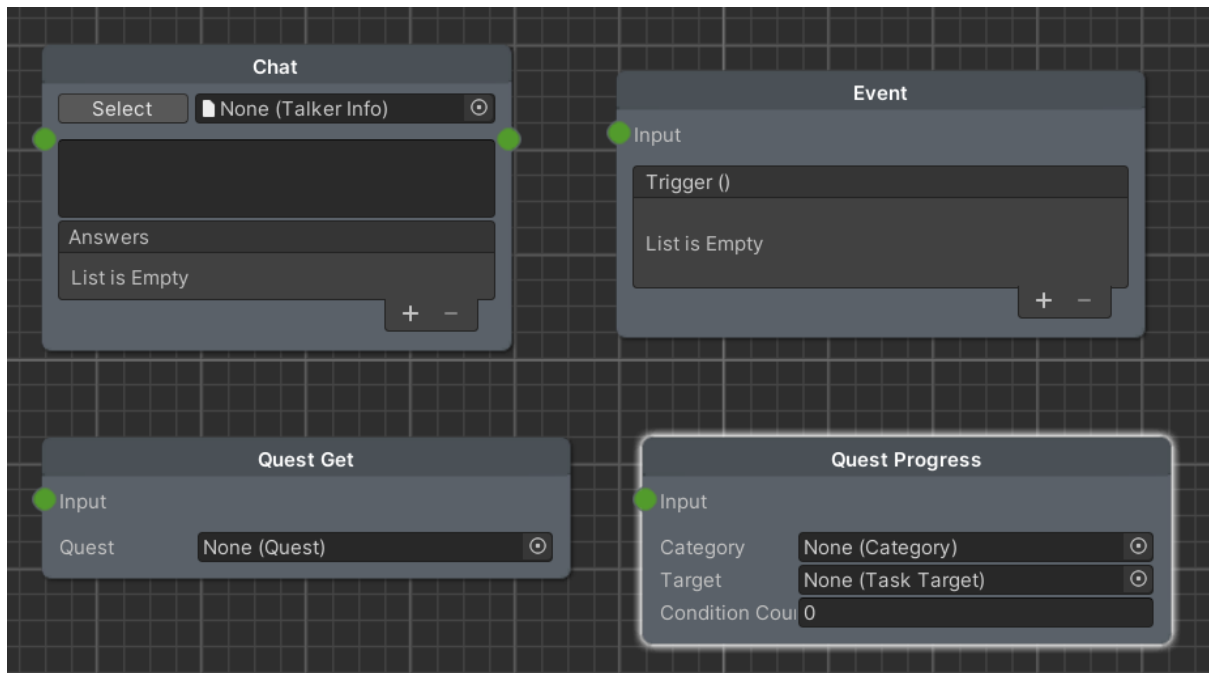 Chat
Select None (Talker Info)
Answers
List is Empty
+ −
Event
Input
Trigger ()
List is Empty
+ −
Quest Get
Input
Quest None (Quest)
Quest Progress
Input
Category None (Category)
Target None (Task Target)
Condition Cou 0